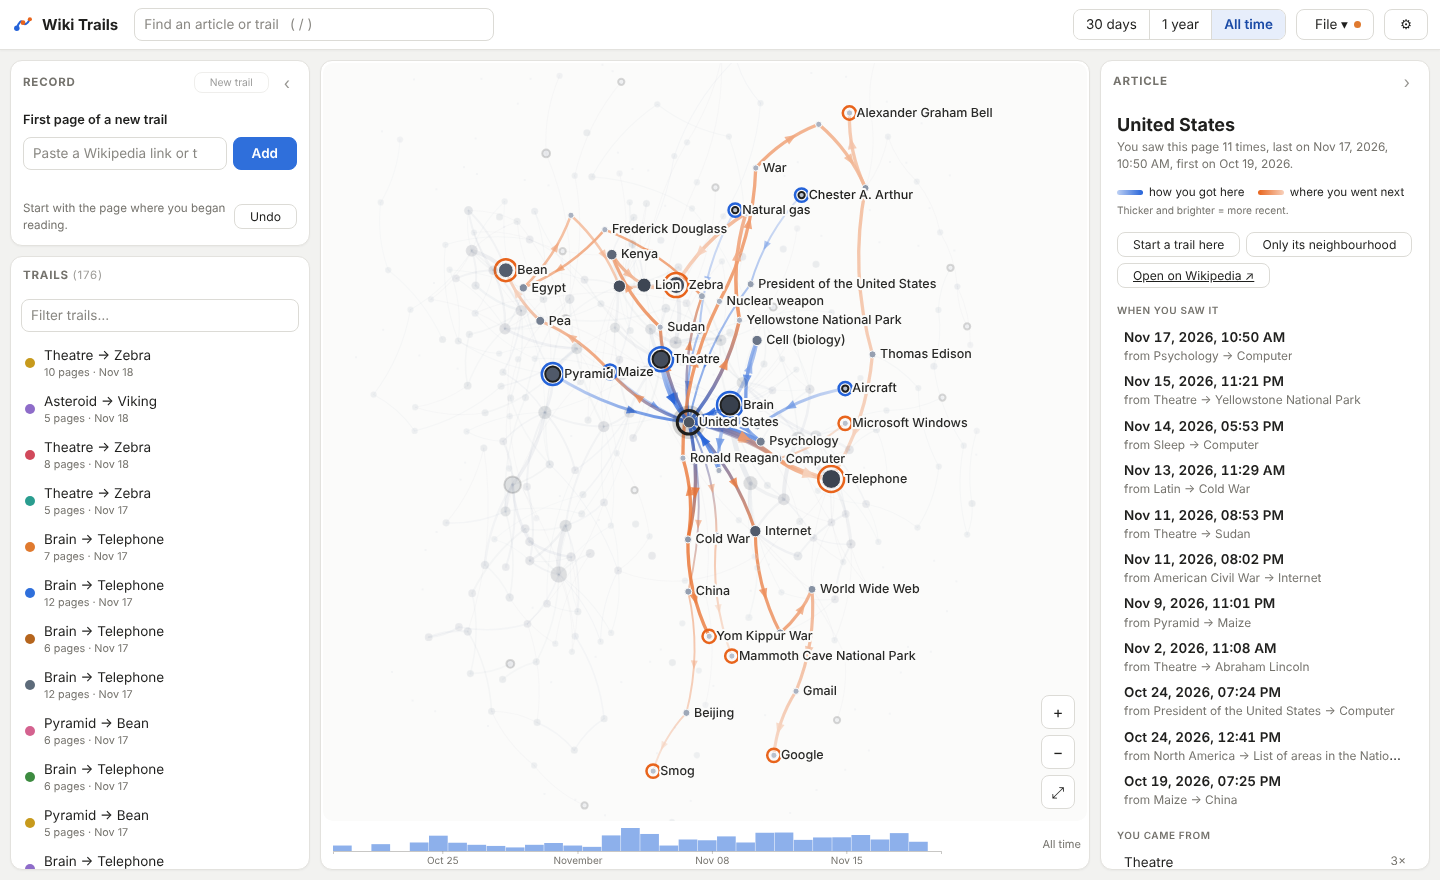 Wiki Trails
Find an article or trail ( / )
30 days
1 year
All time
File ▾
RECORD
New trail
First page of a new trail
Paste a Wikipedia link or t
Add
Start with the page where you began
reading.
Undo
TRAILS (176)
Filter trails...
Theatre → Zebra
10 pages · Nov 18
Asteroid → Viking
5 pages · Nov 18
Theatre → Zebra
8 pages · Nov 18
Theatre → Zebra
5 pages · Nov 17
Brain → Telephone
7 pages · Nov 17
Brain → Telephone
12 pages · Nov 17
Brain → Telephone
6 pages · Nov 17
Brain → Telephone
12 pages · Nov 17
Pyramid → Bean
6 pages · Nov 17
Brain → Telephone
6 pages · Nov 17
Pyramid → Bean
5 pages · Nov 17
Brain → Telephone
Alexander Graham Bell
War
Chester A. Arthur
Natural gas
Frederick Douglass
Kenya
Bean
Egypt
Lion
Zebra
President of the United States
Nuclear weapon
Pea
Sudan
Yellowstone National Park
Cell (biology)
Thomas Edison
Theatre
Pyramid
Maize
Aircraft
Brain
United States
Microsoft Windows
Psychology
Ronald Reagan
Computer
Telephone
Cold War
Internet
China
World Wide Web
Yom Kippur War
Mammoth Cave National Park
Gmail
Beijing
Google
Smog
+
−
Oct 25
November
Nov 08
Nov 15
All time
ARTICLE
United States
You saw this page 11 times, last on Nov 17, 2026,
10:50 AM, first on Oct 19, 2026.
how you got here
where you went next
Thicker and brighter = more recent.
Start a trail here
Only its neighbourhood
Open on Wikipedia ↗
WHEN YOU SAW IT
Nov 17, 2026, 10:50 AM
from Psychology → Computer
Nov 15, 2026, 11:21 PM
from Theatre → Yellowstone National Park
Nov 14, 2026, 05:53 PM
from Sleep → Computer
Nov 13, 2026, 11:29 AM
from Latin → Cold War
Nov 11, 2026, 08:53 PM
from Theatre → Sudan
Nov 11, 2026, 08:02 PM
from American Civil War → Internet
Nov 9, 2026, 11:01 PM
from Pyramid → Maize
Nov 2, 2026, 11:08 AM
from Theatre → Abraham Lincoln
Oct 24, 2026, 07:24 PM
from President of the United States → Computer
Oct 24, 2026, 12:41 PM
from North America → List of areas in the Natio...
Oct 19, 2026, 07:25 PM
from Maize → China
YOU CAME FROM
Theatre 3×